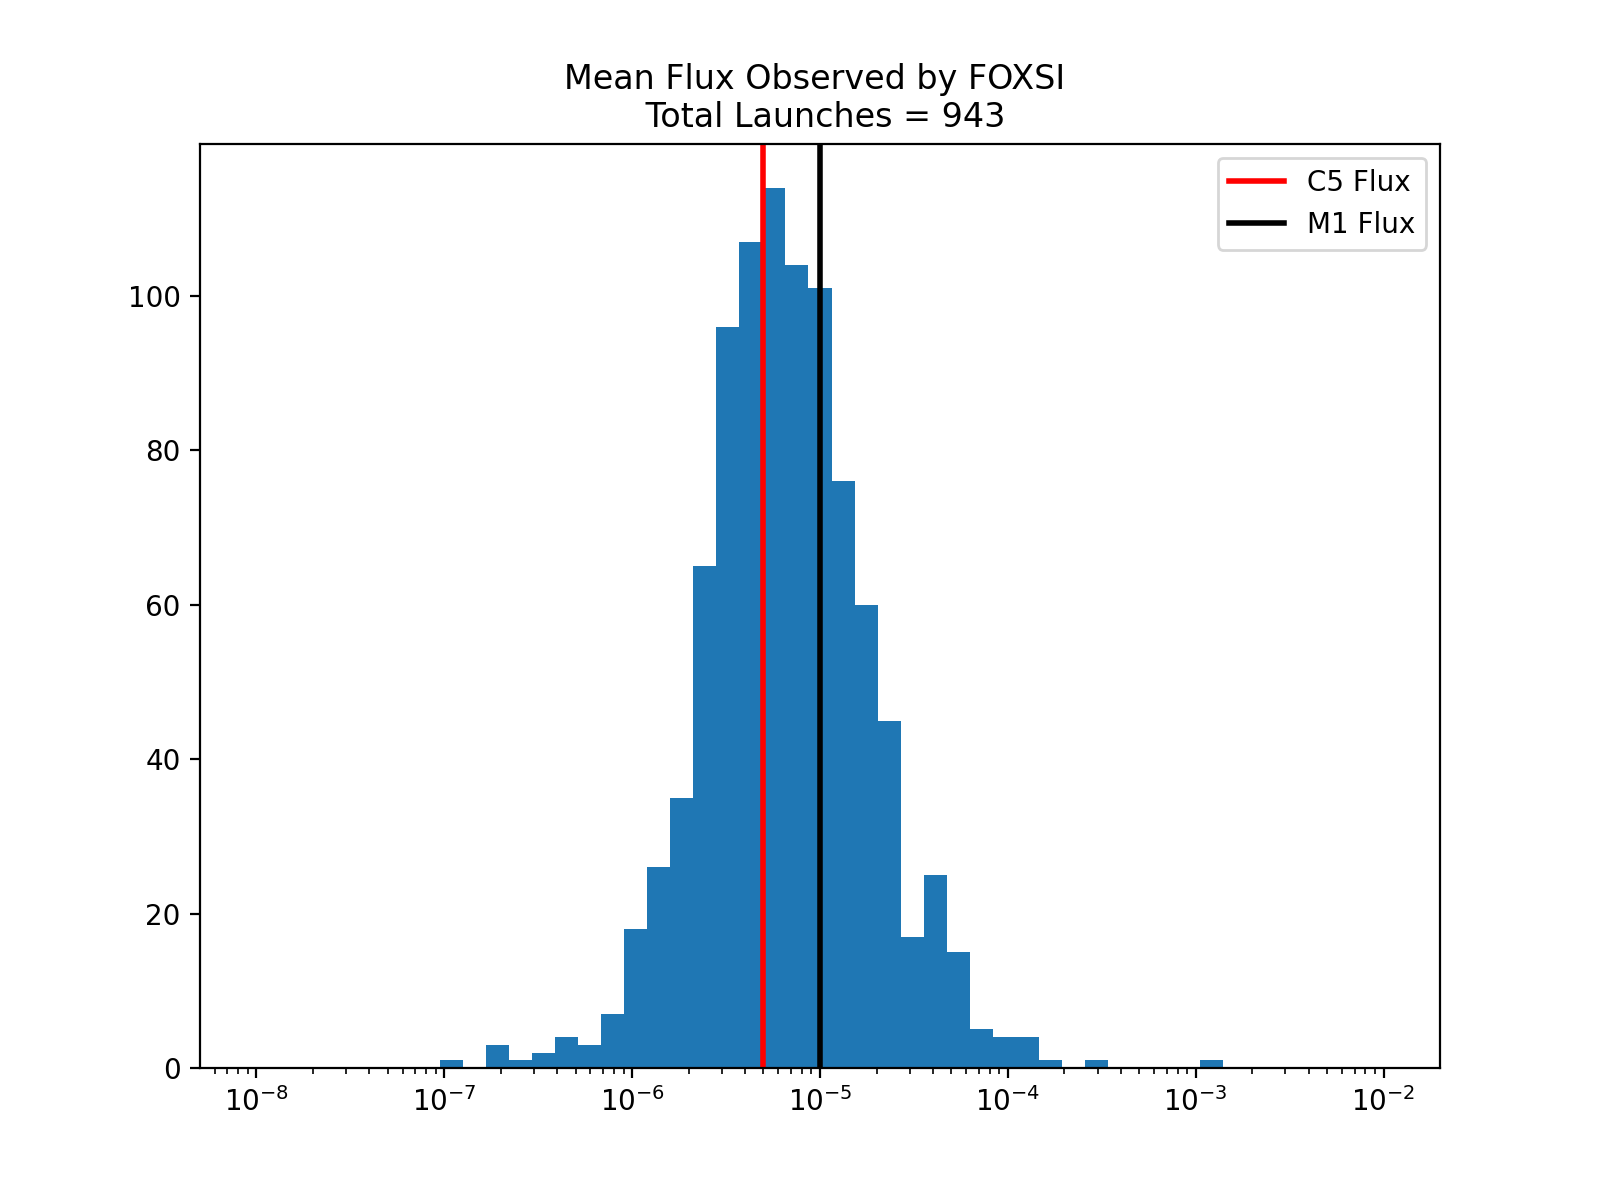 Mean Flux Observed by FOXSI
Total Launches = 943
C5 Flux
M1 Flux
100
80
60
40
20
0
10⁻⁸ 10⁻⁷ 10⁻⁶ 10⁻⁵ 10⁻⁴ 10⁻³ 10⁻²